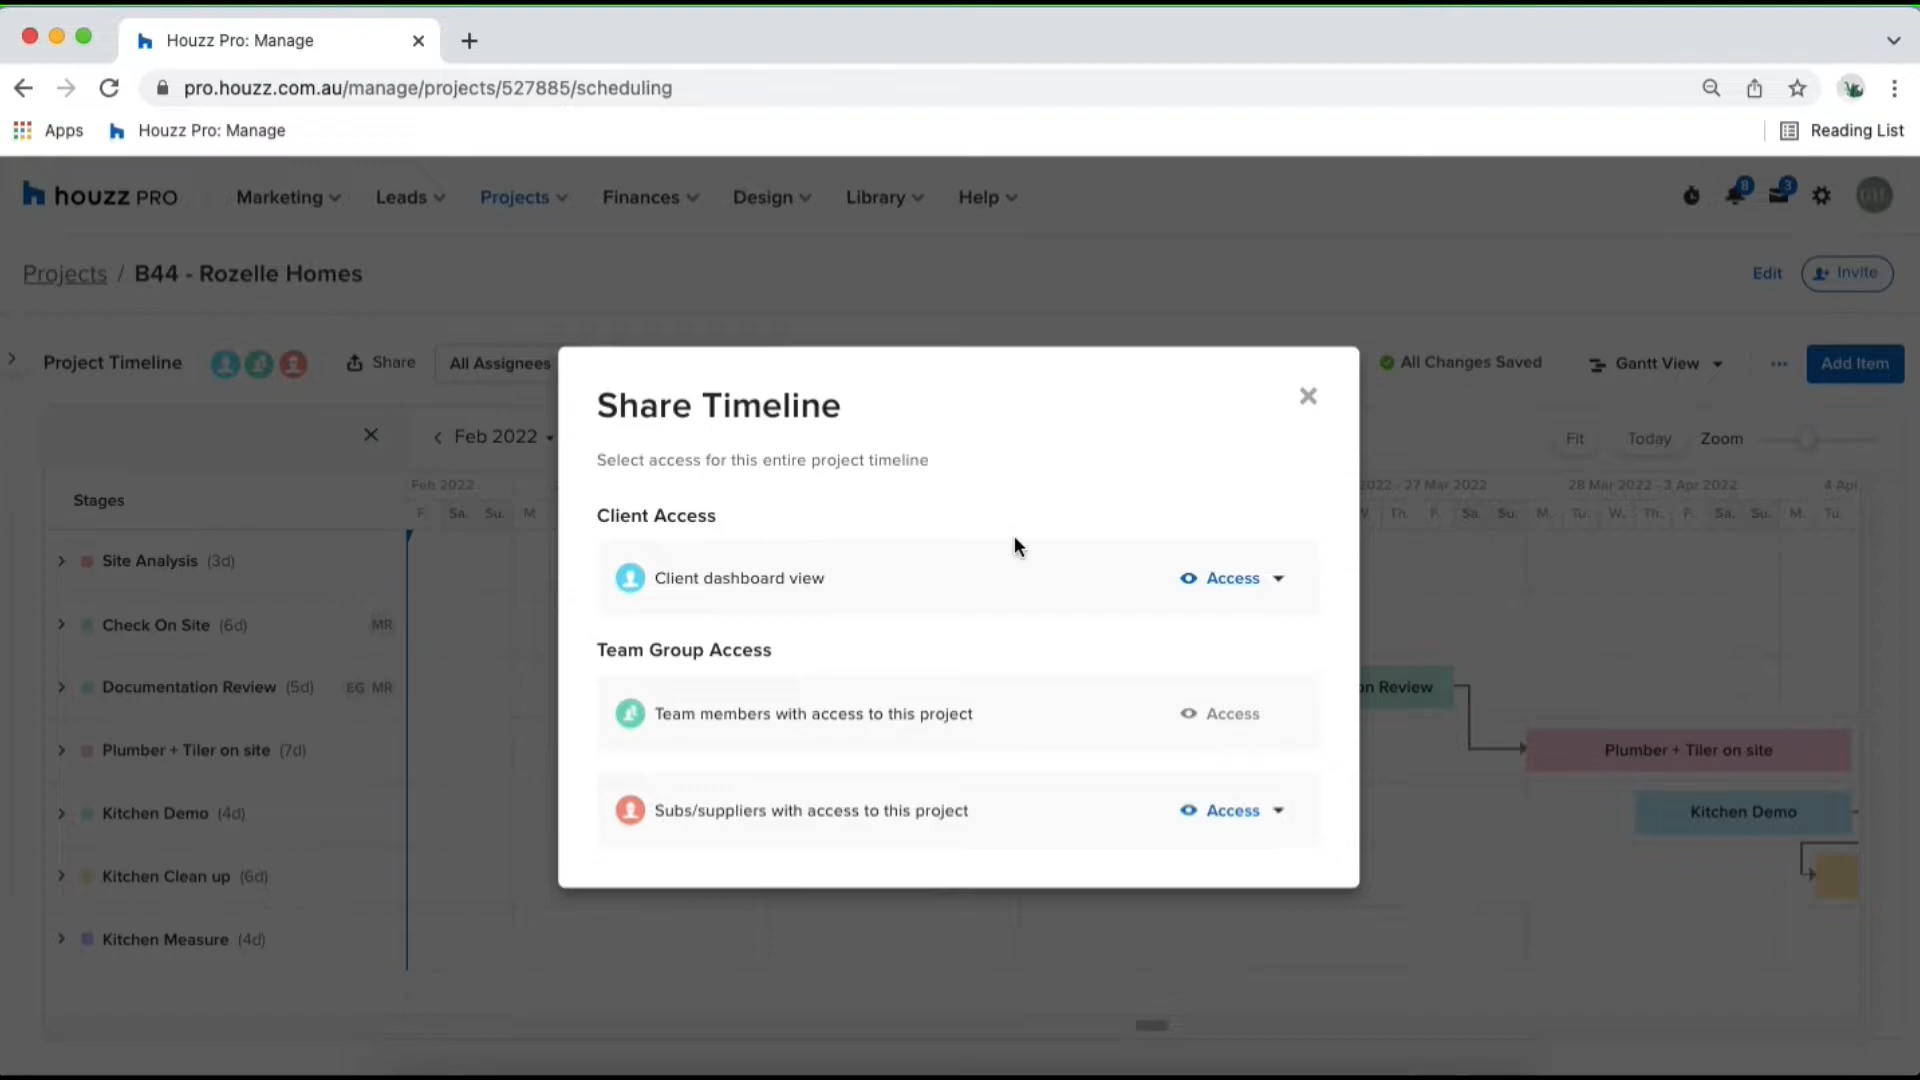 Houzz Pro: Manage
pro.houzz.com.au/manage/projects/527885/scheduling
Apps
Houzz Pro: Manage
Reading List
houzz PRO
Marketing
Leads
Projects
Finances
Design
Library
Help
8
3
Projects / B44 - Rozelle Homes
Edit
Invite
Project Timeline
Share
All Assignees
All Changes Saved
Gantt View
Add Item
Share Timeline
Select access for this entire project timeline
Client Access
Client dashboard view
Access
Team Group Access
Team members with access to this project
Access
Subs/suppliers with access to this project
Access
Feb 2022
Fit
Today
Zoom
Stages
Feb 2022
2022 - 27 Mar 2022
28 Mar 2022 - 3 Apr 2022
F. Sa. Su. M
Th. F. Sa. Su. M. Tu. W. Th. F. Sa. Su. M. Tu.
Site Analysis (3d)
Check On Site (6d) MR
Documentation Review (5d) EG MR
Plumber + Tiler on site (7d)
Kitchen Demo (4d)
Kitchen Clean up (6d)
Kitchen Measure (4d)
on Review
Plumber + Tiler on site
Kitchen Demo